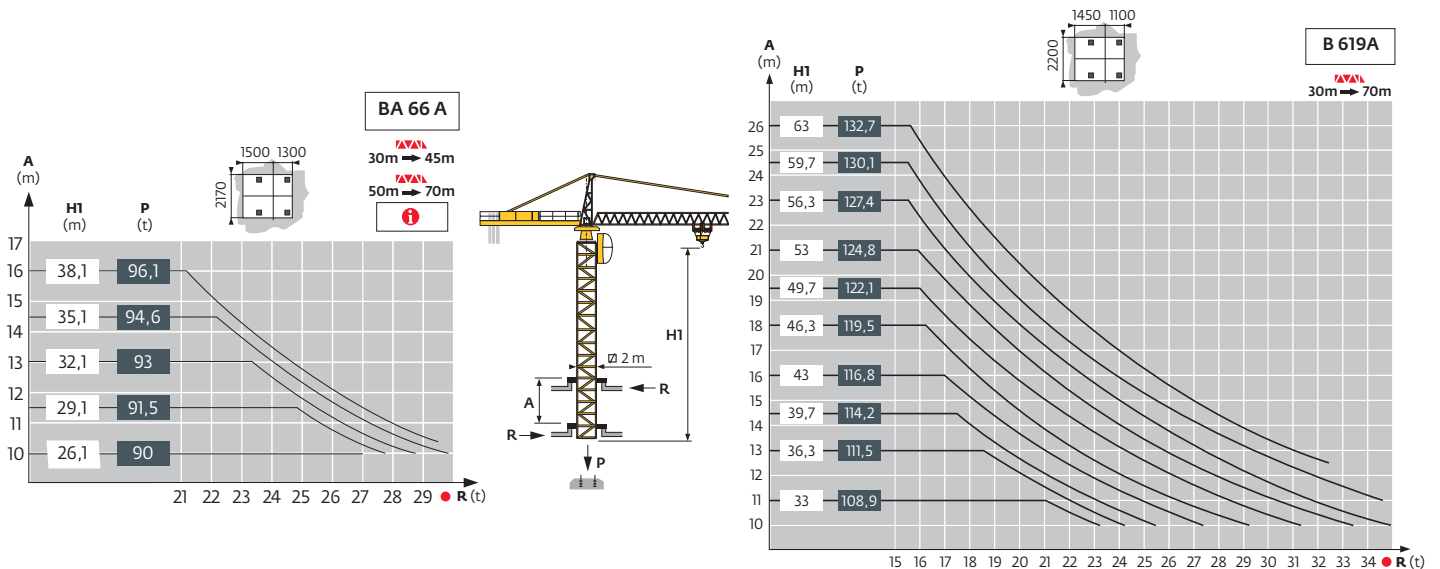 BA 66 A
30m ➡ 45m
50m ➡ 70m
i
1500 1300
2170
A
(m)
H1
(m)
P
(t)
17
16 38,1 96,1
15
35,1 94,6
14
13 32,1 93
12
29,1 91,5
11
10 26,1 90
21 22 23 24 25 26 27 28 29 R (t)
H1
2 m
A
R
R
P
1450 1100
2200
B 619A
30m ➡ 70m
A
(m)
H1
(m)
P
(t)
26 63 132,7
25
59,7 130,1
24
23 56,3 127,4
22
21 53 124,8
20
49,7 122,1
19
18 46,3 119,5
17
16 43 116,8
15
39,7 114,2
14
13 36,3 111,5
12
11 33 108,9
10
15 16 17 18 19 20 21 22 23 24 25 26 27 28 29 30 31 32 33 34 R (t)